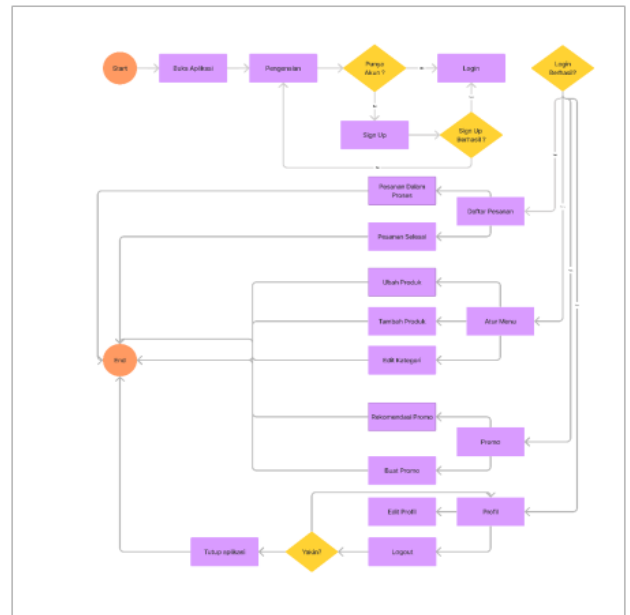 Start
Buka Aplikasi
Pengenalan
Punya
Akun ?
Login
Login
Berhasil?
Sign Up
Sign Up
Berhasil ?
Pesanan Dalam
Proses
Daftar Pesanan
Pesanan Selesai
Ubah Produk
Tambah Produk
Atur Menu
End
Edit Kategori
Rekomendasi Promo
Promo
Buat Promo
Edit Profil
Profil
Tutup aplikasi
Yakin?
Logout